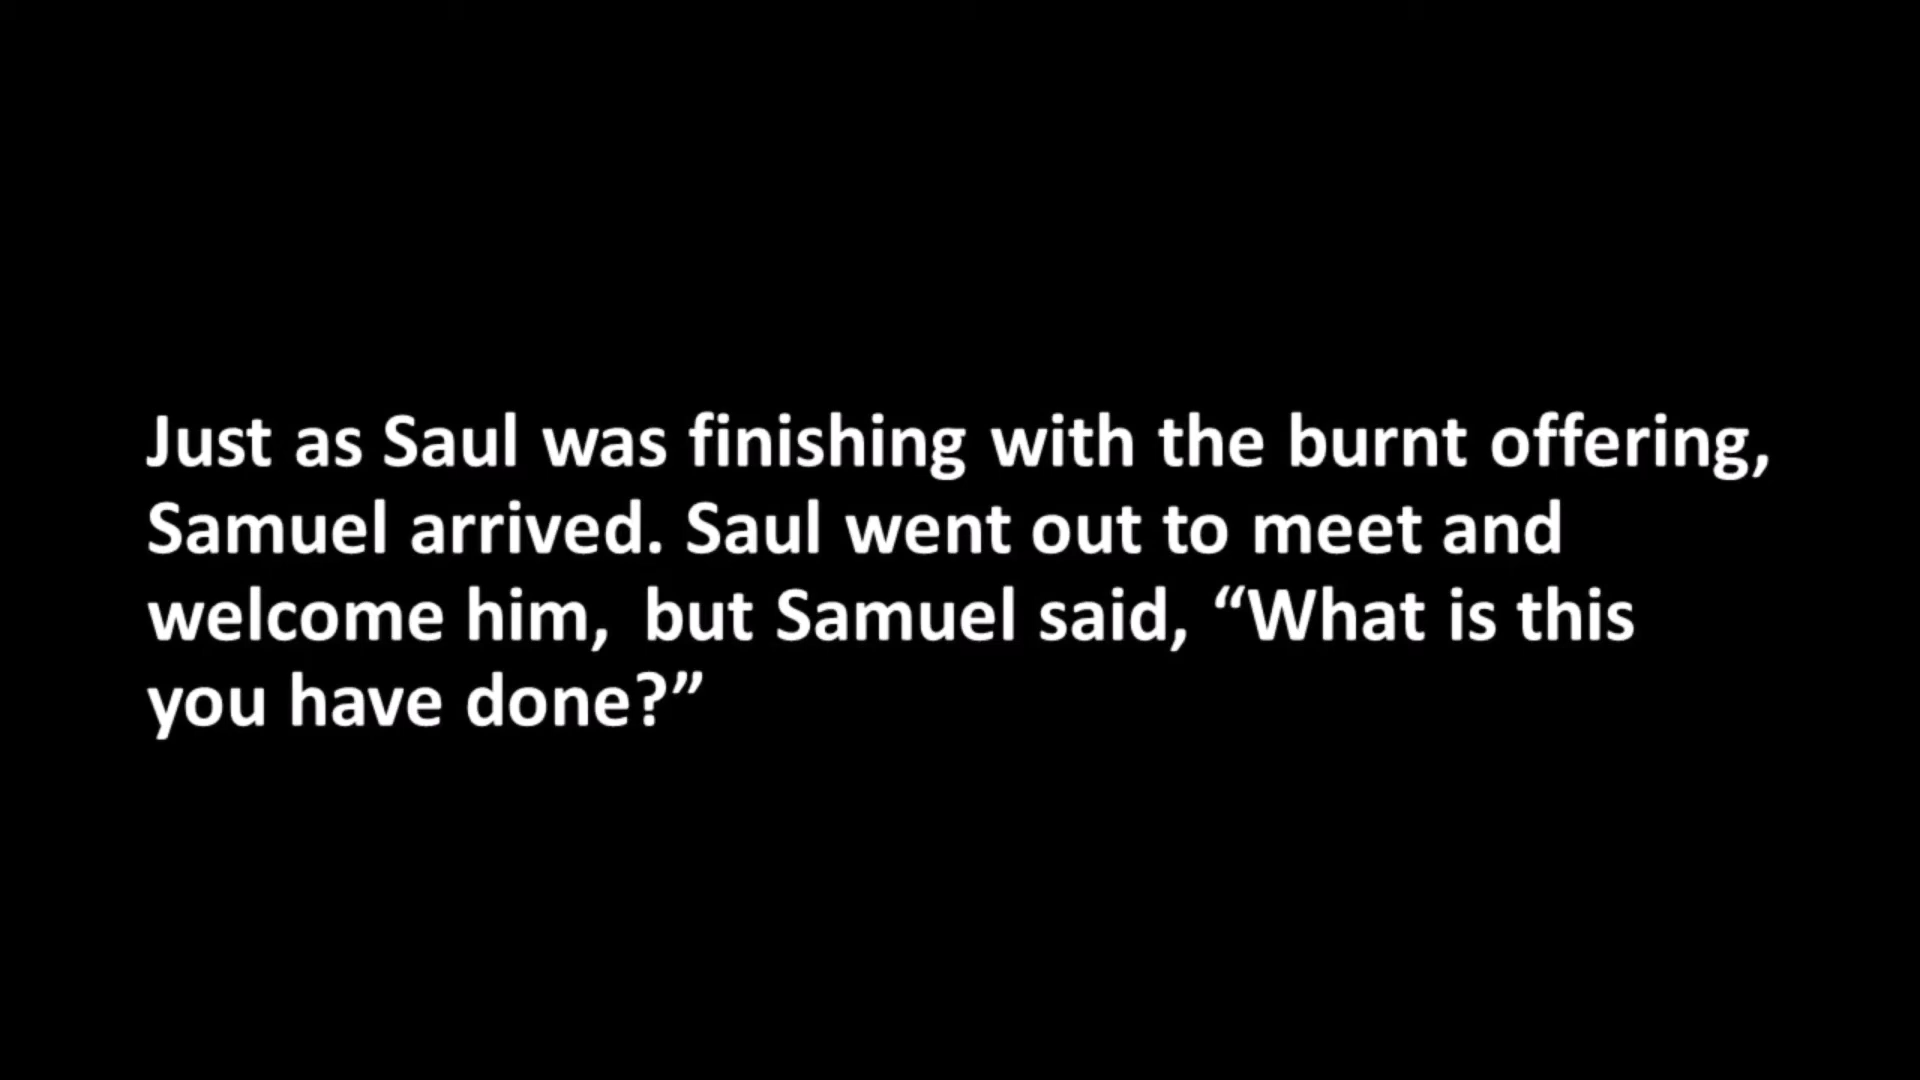 Just as Saul was finishing with the burnt offering,
Samuel arrived. Saul went out to meet and
welcome him,  but Samuel said, “What is this
you have done?”